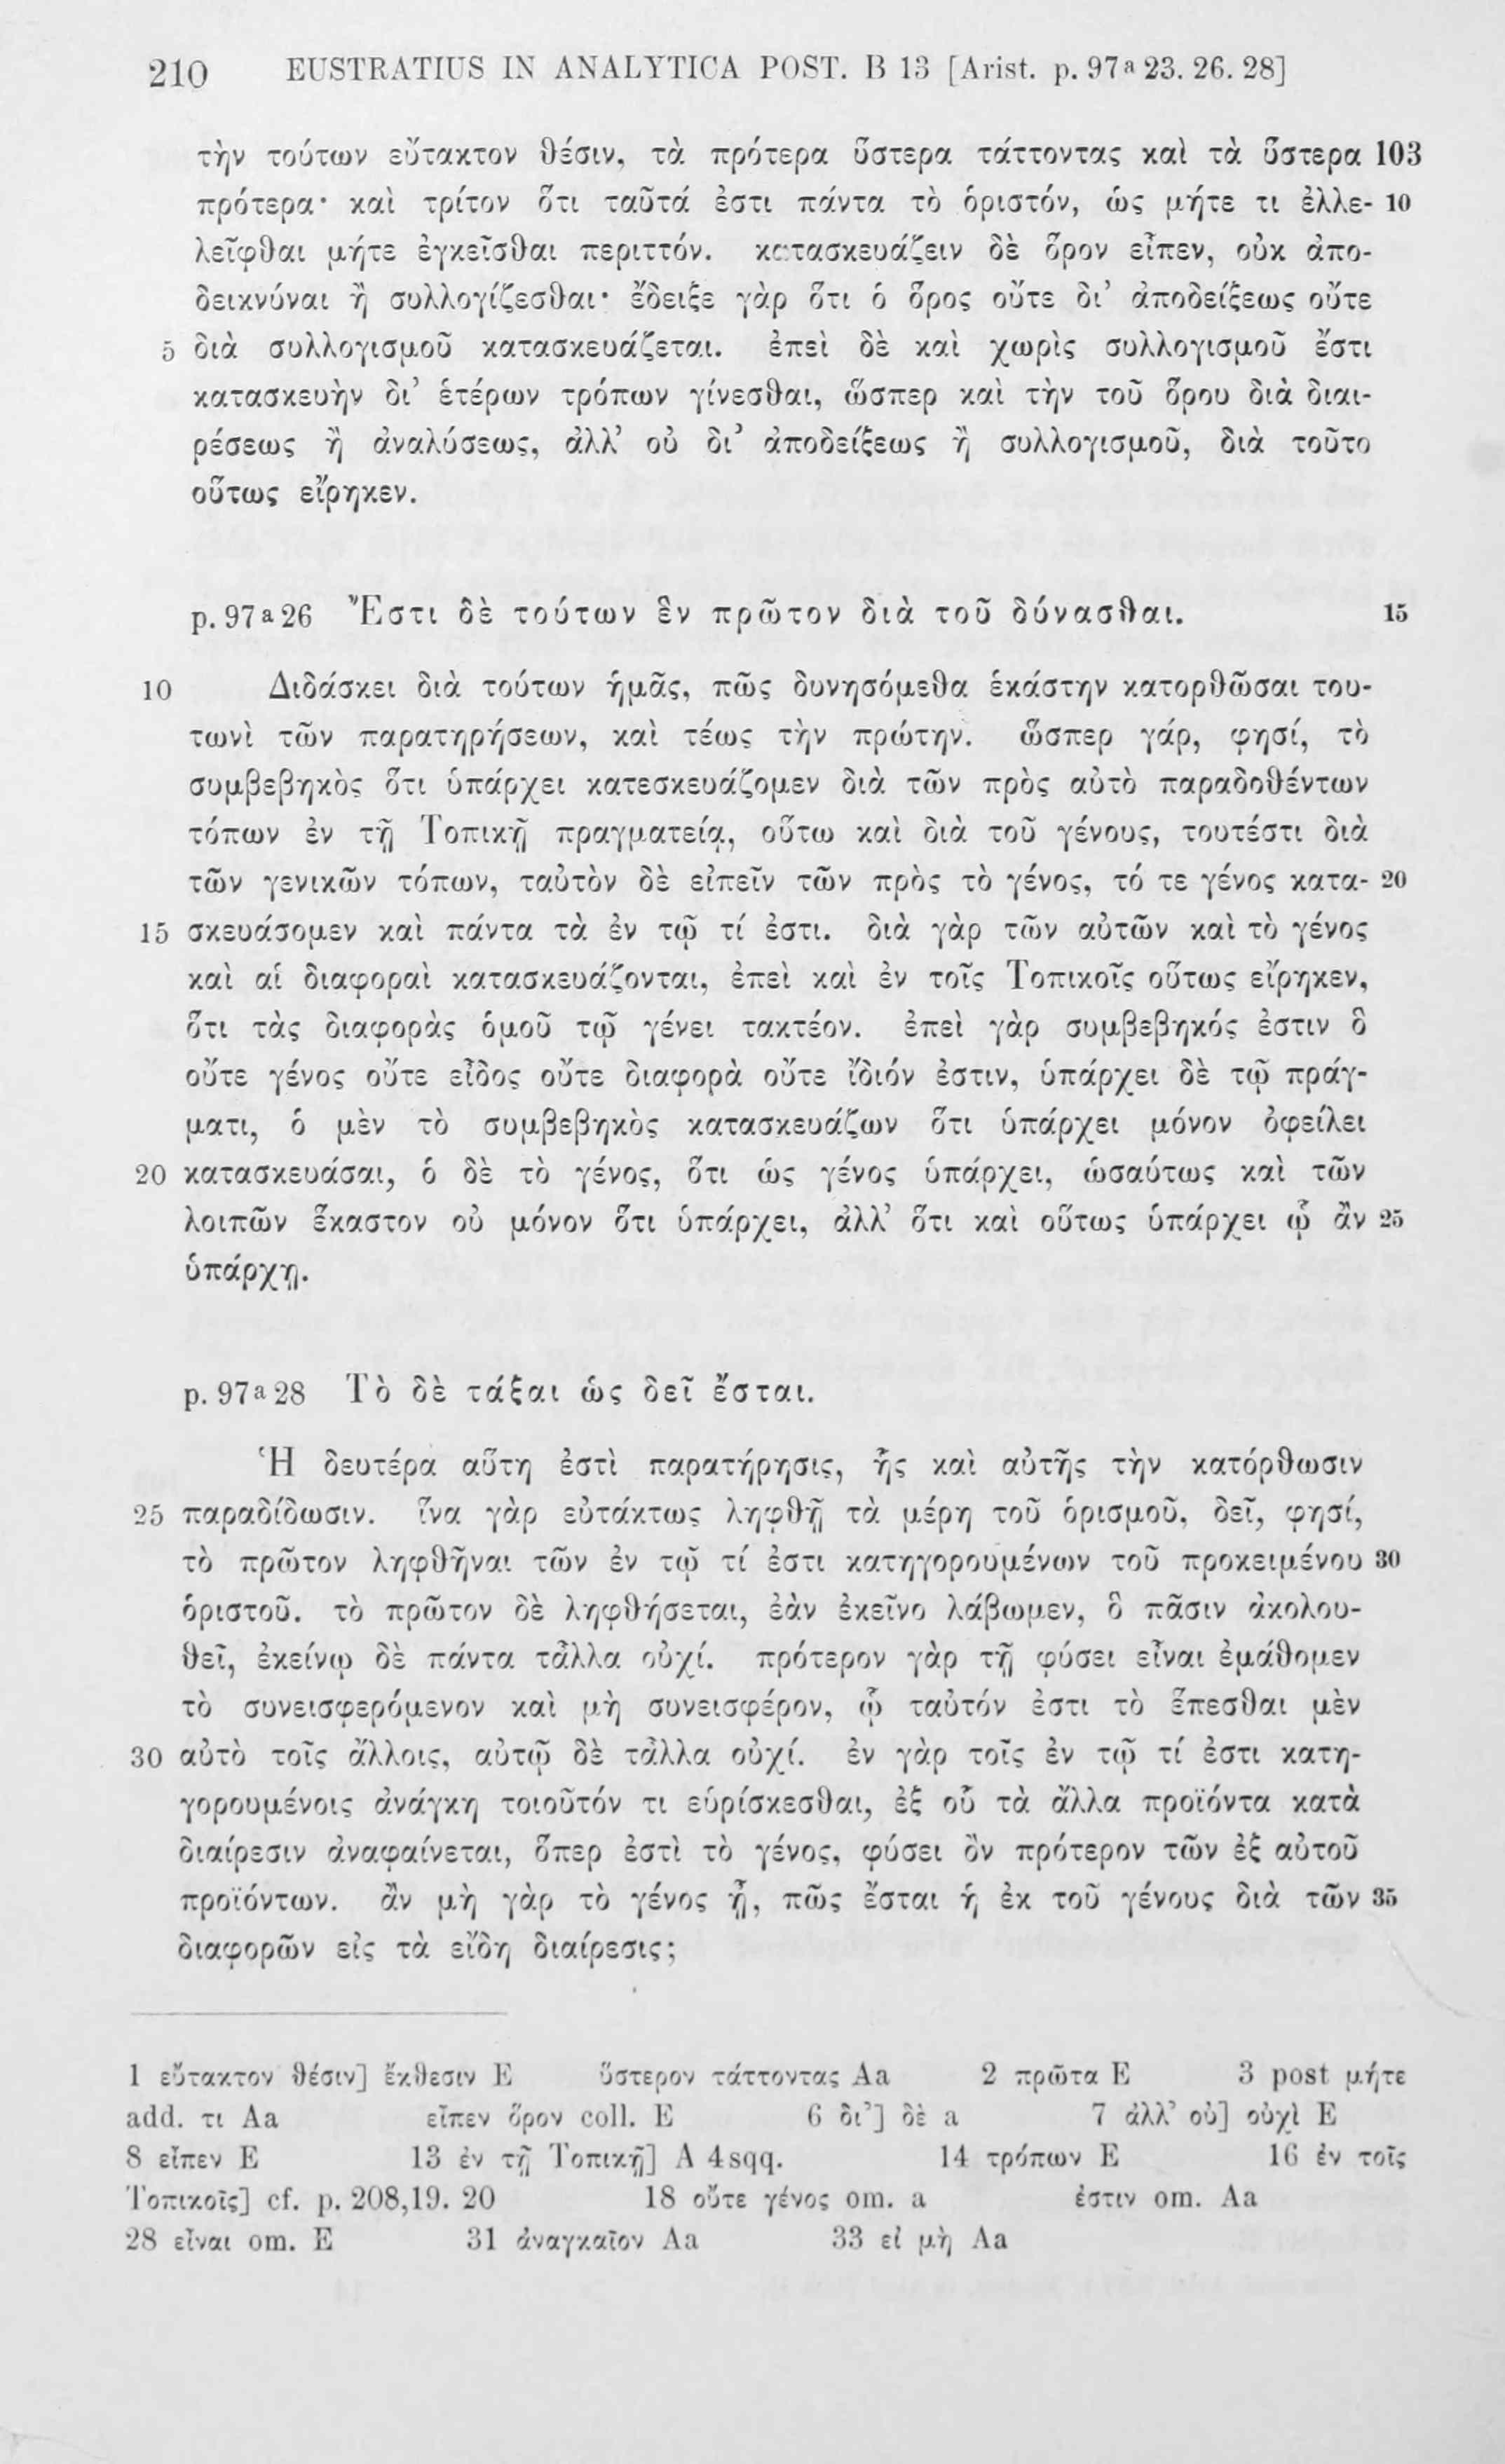 210 EUSTRATIUS IN ANALYTICA POST. B 13 [Arist. p. 97ª 23. 26. 28]
τὴν τούτων εὔτακτον θέσιν, τὰ πρότερα ὕστερα τάττοντας καὶ τὰ ὕστερα 103
πρότερα· καὶ τρίτον ὅτι ταῦτά ἐστι πάντα τὸ ὁριστόν, ὡς μήτε τι ἐλλε- 10
λεῖφθαι μήτε ἐγκεῖσθαι περιττόν. κατασκευάζειν δὲ ὅρον εἶπεν, οὐκ ἀπο-
δεικνύναι ἢ συλλογίζεσθαι· ἔδειξε γὰρ ὅτι ὁ ὅρος οὔτε δι’ ἀποδείξεως οὔτε
5 διὰ συλλογισμοῦ κατασκευάζεται. ἐπεὶ δὲ καὶ χωρὶς συλλογισμοῦ ἔστι
κατασκευὴν δι’ ἑτέρων τρόπων γίνεσθαι, ὥσπερ καὶ τὴν τοῦ ὅρου διὰ διαι-
ρέσεως ἢ ἀναλύσεως, ἀλλ’ οὐ δι’ ἀποδείξεως ἢ συλλογισμοῦ, διὰ τοῦτο
οὕτως εἴρηκεν.
p. 97ª 26 Ἔστι δὲ τούτων ἓν πρῶτον διὰ τοῦ δύνασθαι. 15
10 Διδάσκει διὰ τούτων ἡμᾶς, πῶς δυνησόμεθα ἑκάστην κατορθῶσαι του-
τωνὶ τῶν παρατηρήσεων, καὶ τέως τὴν πρώτην. ὥσπερ γάρ, φησί, τὸ
συμβεβηκὸς ὅτι ὑπάρχει κατεσκευάζομεν διὰ τῶν πρὸς αὐτὸ παραδοθέντων
τόπων ἐν τῇ Τοπικῇ πραγματείᾳ, οὕτω καὶ διὰ τοῦ γένους, τουτέστι διὰ
τῶν γενικῶν τόπων, ταὐτὸν δὲ εἰπεῖν τῶν πρὸς τὸ γένος, τό τε γένος κατα- 20
15 σκευάσομεν καὶ πάντα τὰ ἐν τῷ τί ἐστι. διὰ γὰρ τῶν αὐτῶν καὶ τὸ γένος
καὶ αἱ διαφοραὶ κατασκευάζονται, ἐπεὶ καὶ ἐν τοῖς Τοπικοῖς οὕτως εἴρηκεν,
ὅτι τὰς διαφορὰς ὁμοῦ τῷ γένει τακτέον. ἐπεὶ γὰρ συμβεβηκός ἐστιν ὃ
οὔτε γένος οὔτε εἶδος οὔτε διαφορὰ οὔτε ἴδιόν ἐστιν, ὑπάρχει δὲ τῷ πράγ-
ματι, ὁ μὲν τὸ συμβεβηκὸς κατασκευάζων ὅτι ὑπάρχει μόνον ὀφείλει
20 κατασκευάσαι, ὁ δὲ τὸ γένος, ὅτι ὡς γένος ὑπάρχει, ὡσαύτως καὶ τῶν
λοιπῶν ἕκαστον οὐ μόνον ὅτι ὑπάρχει, ἀλλ’ ὅτι καὶ οὕτως ὑπάρχει ᾧ ἂν 25
ὑπάρχῃ.
p. 97ª 28 Τὸ δὲ τάξαι ὡς δεῖ ἔσται.
Ἡ δευτέρα αὕτη ἐστὶ παρατήρησις, ἧς καὶ αὐτῆς τὴν κατόρθωσιν
25 παραδίδωσιν. ἵνα γὰρ εὐτάκτως ληφθῇ τὰ μέρη τοῦ ὁρισμοῦ, δεῖ, φησί,
τὸ πρῶτον ληφθῆναι τῶν ἐν τῷ τί ἐστι κατηγορουμένων τοῦ προκειμένου 30
ὁριστοῦ. τὸ πρῶτον δὲ ληφθήσεται, ἐὰν ἐκεῖνο λάβωμεν, ὃ πᾶσιν ἀκολου-
θεῖ, ἐκείνῳ δὲ πάντα τἆλλα οὐχί. πρότερον γὰρ τῇ φύσει εἶναι ἐμάθομεν
τὸ συνεισφερόμενον καὶ μὴ συνεισφέρον, ᾧ ταὐτόν ἐστι τὸ ἕπεσθαι μὲν
30 αὐτὸ τοῖς ἄλλοις, αὐτῷ δὲ τἆλλα οὐχί. ἐν γὰρ τοῖς ἐν τῷ τί ἐστι κατη-
γορουμένοις ἀνάγκη τοιοῦτόν τι εὑρίσκεσθαι, ἐξ οὗ τὰ ἄλλα προϊόντα κατὰ
διαίρεσιν ἀναφαίνεται, ὅπερ ἐστὶ τὸ γένος, φύσει ὂν πρότερον τῶν ἐξ αὐτοῦ
προϊόντων. ἂν μὴ γὰρ τὸ γένος ᾖ, πῶς ἔσται ἡ ἐκ τοῦ γένους διὰ τῶν 35
διαφορῶν εἰς τὰ εἴδη διαίρεσις;
1 εὔτακτον θέσιν] ἔκθεσιν E ὕστερον τάττοντας Aa 2 πρῶτα E 3 post μήτε
add. τι Aa εἶπεν ὅρον coll. E 6 δι’] δὲ a 7 ἀλλ’ οὐ] οὐχὶ E
8 εἶπεν E 13 ἐν τῇ Τοπικῇ] Δ 4 sqq. 14 τρόπων E 16 ἐν τοῖς
Τοπικοῖς] cf. p. 208,19. 20 18 οὔτε γένος om. a ἐστιν om. Aa
28 εἶναι om. E 31 ἀναγκαῖον Aa 33 εἰ μὴ Aa